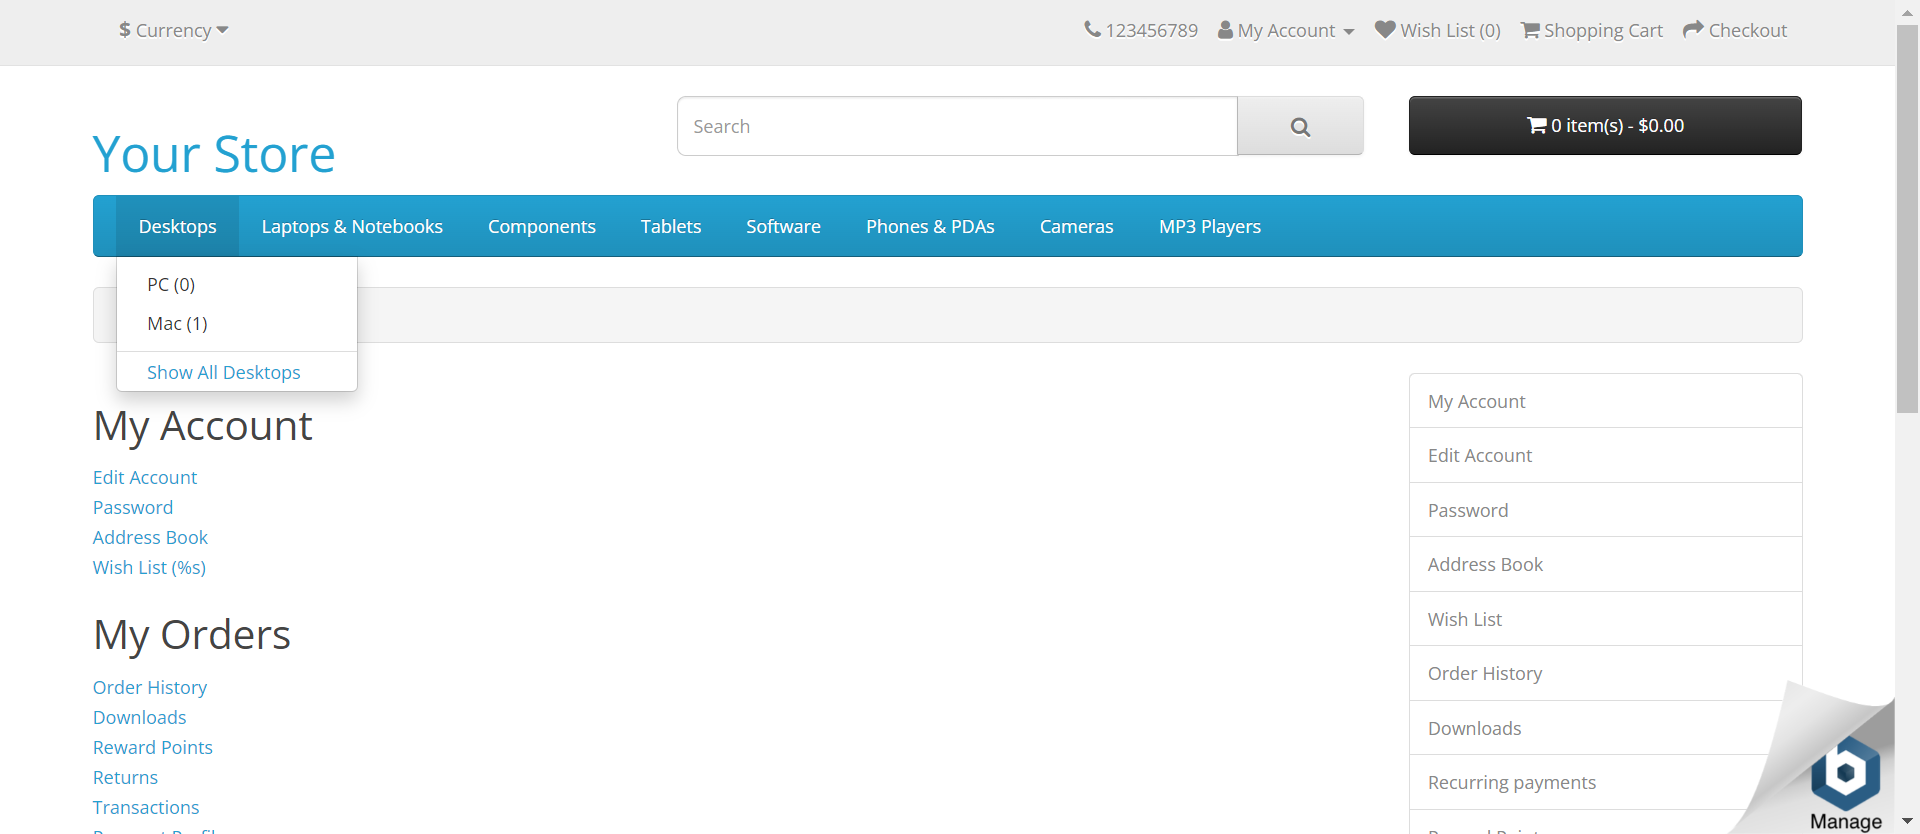 $ Currency
123456789 My Account Wish List (0) Shopping Cart Checkout
Your Store
Search
0 item(s) - $0.00
Desktops Laptops & Notebooks Components Tablets Software Phones & PDAs Cameras MP3 Players
PC (0)
Mac (1)
Show All Desktops
My Account
Edit Account
Password
Address Book
Wish List (%s)
My Orders
Order History
Downloads
Reward Points
Returns
Transactions
My Account
Edit Account
Password
Address Book
Wish List
Order History
Downloads
Recurring payments
b
Manage